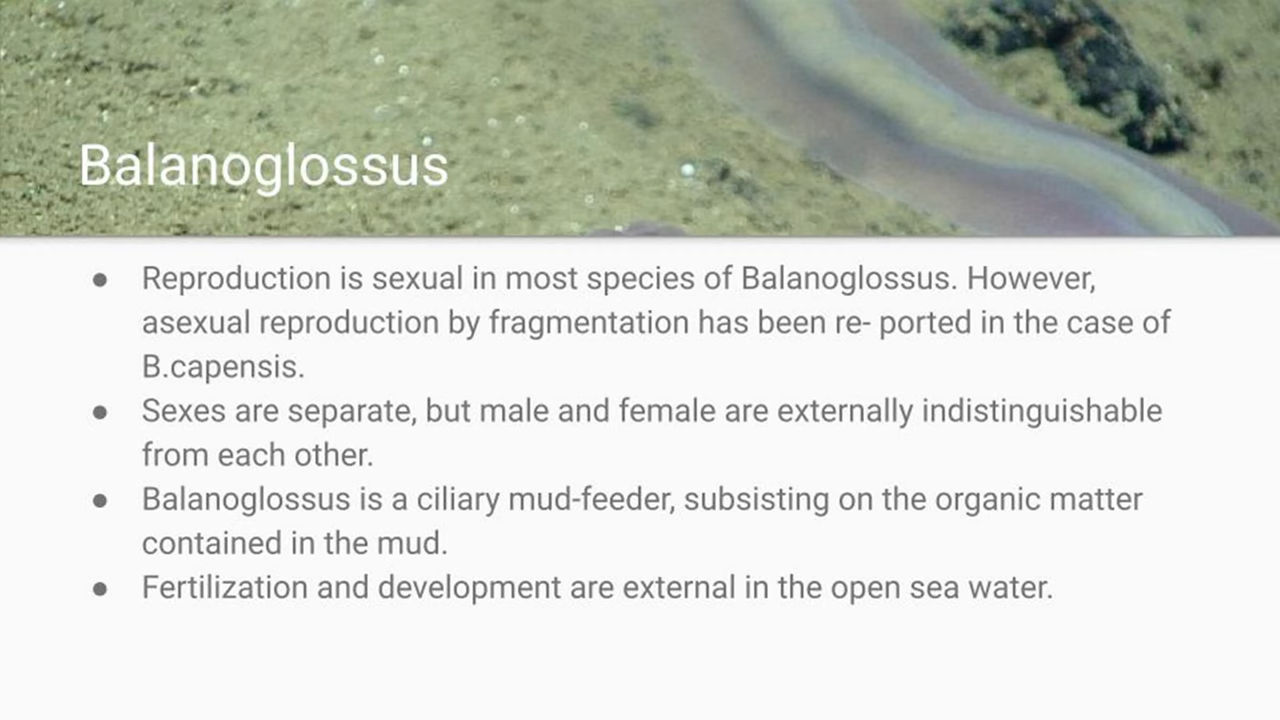 Balanoglossus
● Reproduction is sexual in most species of Balanoglossus. However,
asexual reproduction by fragmentation has been re- ported in the case of
B.capensis.
● Sexes are separate, but male and female are externally indistinguishable
from each other.
● Balanoglossus is a ciliary mud-feeder, subsisting on the organic matter
contained in the mud.
● Fertilization and development are external in the open sea water.